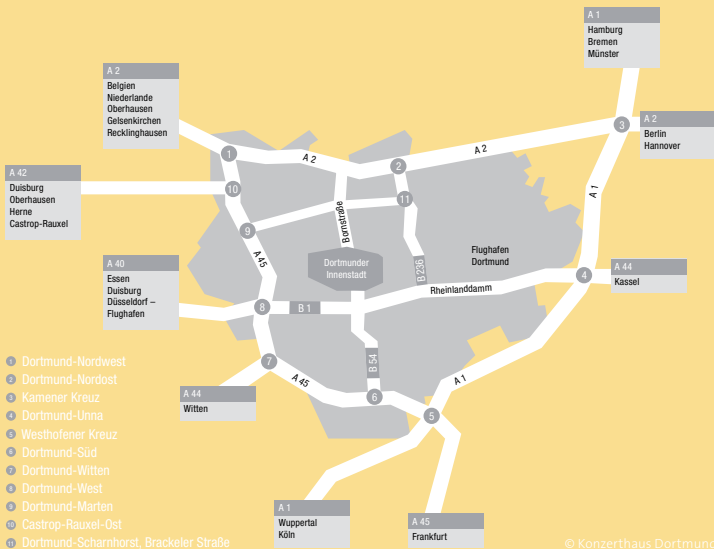 A 1
Hamburg
Bremen
Münster
A 2
Belgien
Niederlande
Oberhausen
Gelsenkirchen
Recklinghausen
A 2
Berlin
Hannover
3
1
A 2
2
A 2
A 42
Duisburg
Oberhausen
Herne
Castrop-Rauxel
10
11
A 1
Bornstraße
9
A 45
Dortmunder
Innenstadt
B 236
Flughafen
Dortmund
A 40
Essen
Duisburg
Düsseldorf –
Flughafen
4
A 44
Kassel
Rheinlanddamm
8
B 1
7
B 54
A 45
A 1
6
5
A 44
Witten
1 Dortmund-Nordwest
2 Dortmund-Nordost
3 Kamener Kreuz
4 Dortmund-Unna
5 Westhofener Kreuz
6 Dortmund-Süd
7 Dortmund-Witten
8 Dortmund-West
9 Dortmund-Marten
10 Castrop-Rauxel-Ost
11 Dortmund-Scharnhorst, Brackeler Straße
A 1
Wuppertal
Köln
A 45
Frankfurt
© Konzerthaus Dortmund